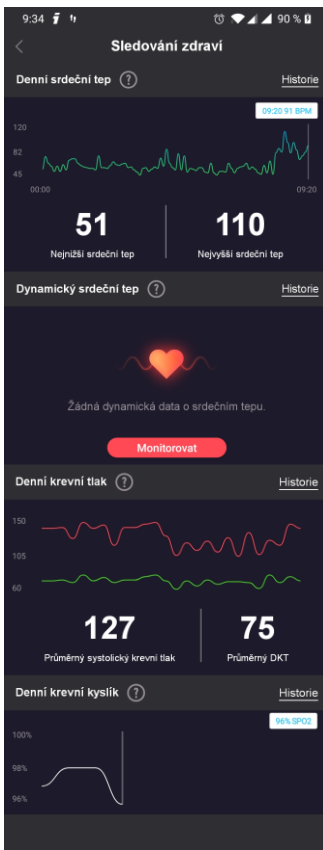 9:34
90 %
Sledování zdraví
Denní srdeční tep ?
Historie
09:20 91 BPM
120
82
45
00:00
09:20
51
110
Nejnižší srdeční tep
Nejvyšší srdeční tep
Dynamický srdeční tep ?
Historie
Žádná dynamická data o srdečním tepu.
Monitorovat
Denní krevní tlak ?
Historie
150
105
60
127
75
Průměrný systolický krevní tlak
Průměrný DKT
Denní krevní kyslík ?
Historie
96% SPO2
100%
98%
96%